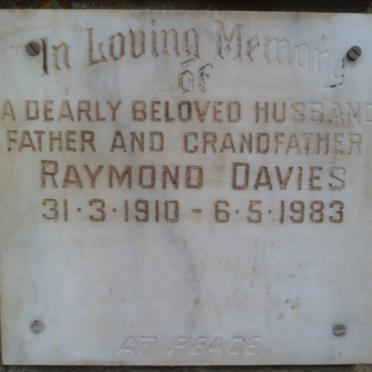 In Loving Memory
of
A DEARLY BELOVED HUSBAND
FATHER AND GRANDFATHER
RAYMOND DAVIES
31·3·1910 - 6·5·1983
AT PEACE